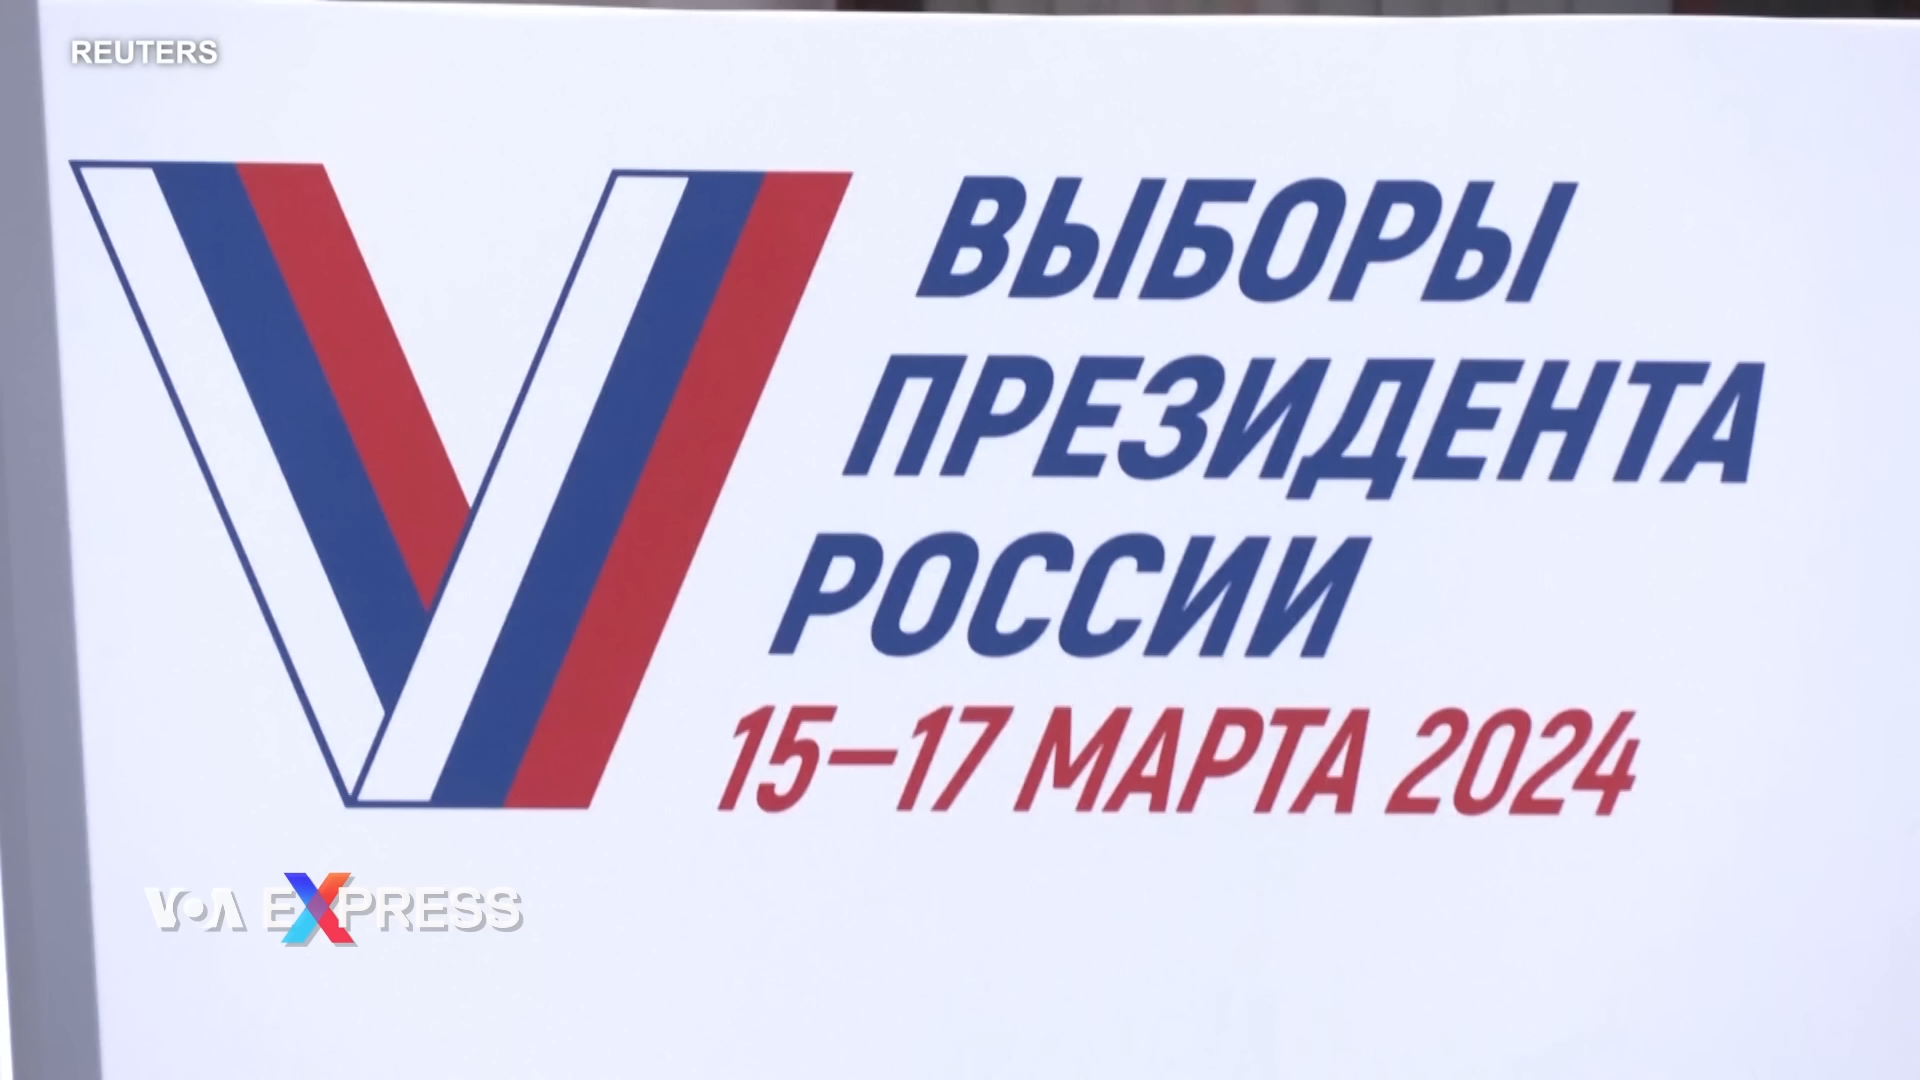 REUTERS
ВЫБОРЫ
ПРЕЗИДЕНТА
РОССИИ
15–17 МАРТА 2024
VOA EXPRESS